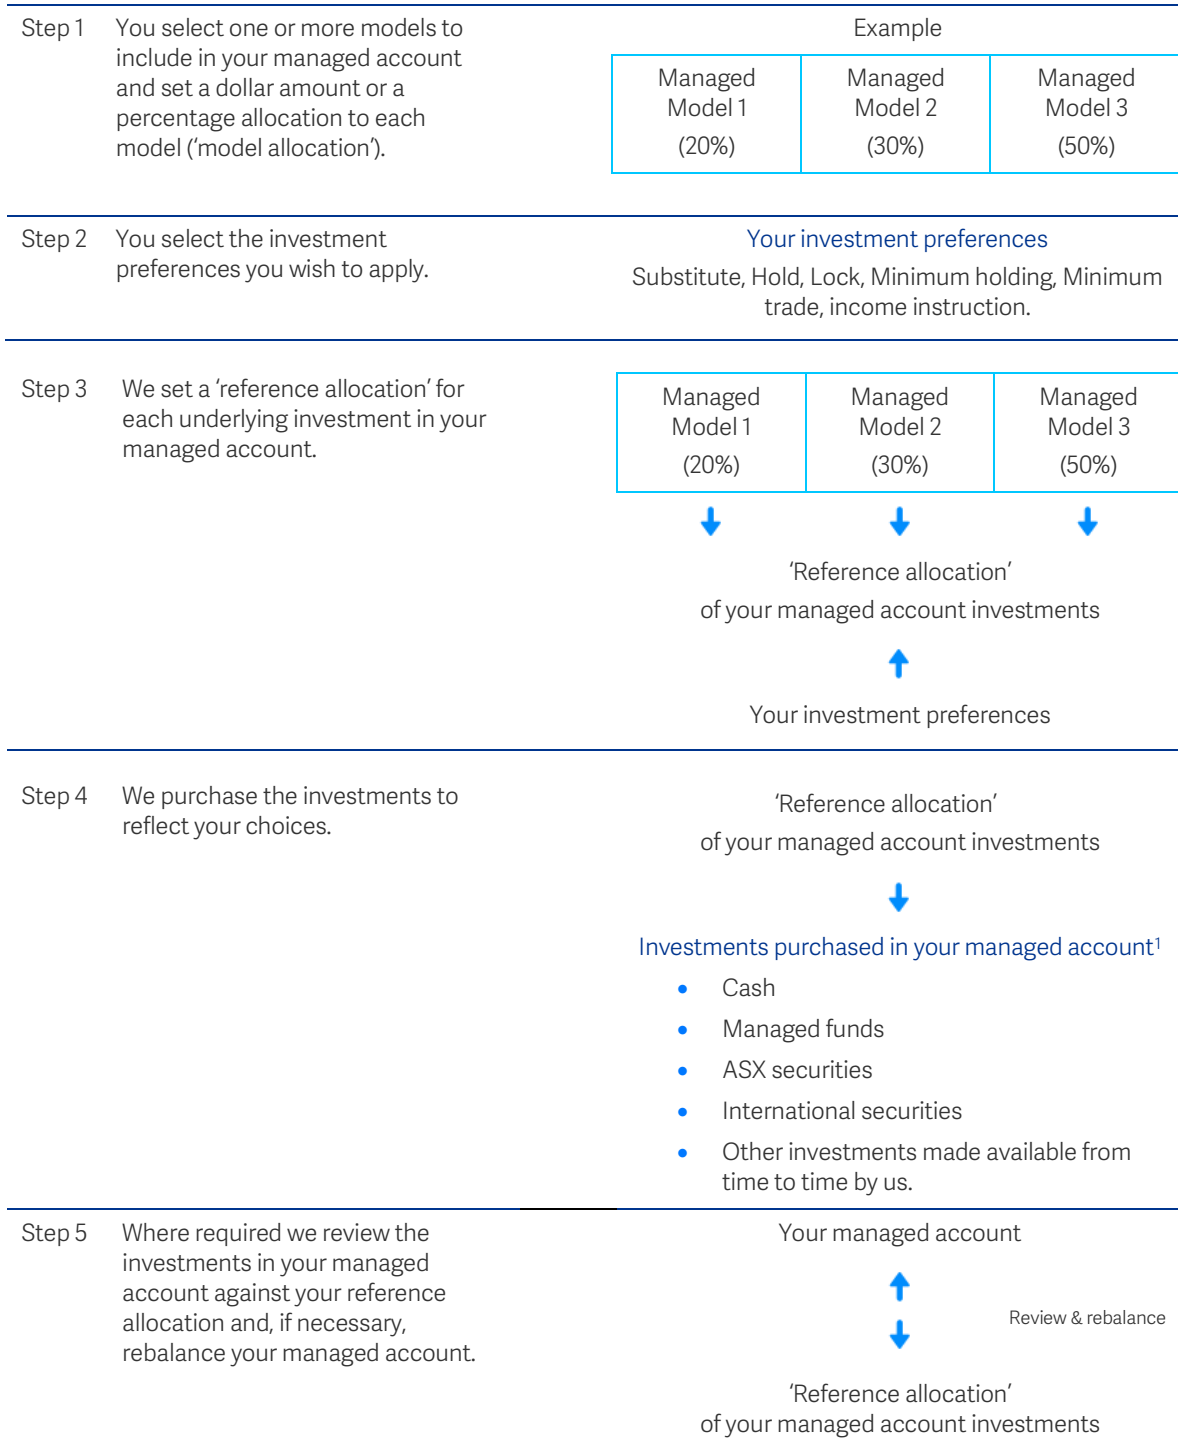 Step 1
You select one or more models to
include in your managed account
and set a dollar amount or a
percentage allocation to each
model (‘model allocation’).
Example
Managed
Model 1
(20%)
Managed
Model 2
(30%)
Managed
Model 3
(50%)
Step 2
You select the investment
preferences you wish to apply.
Your investment preferences
Substitute, Hold, Lock, Minimum holding, Minimum
trade, income instruction.
Step 3
We set a ‘reference allocation’ for
each underlying investment in your
managed account.
Managed
Model 1
(20%)
Managed
Model 2
(30%)
Managed
Model 3
(50%)
‘Reference allocation’
of your managed account investments
Your investment preferences
Step 4
We purchase the investments to
reflect your choices.
‘Reference allocation’
of your managed account investments
Investments purchased in your managed account¹
• Cash
• Managed funds
• ASX securities
• International securities
• Other investments made available from
time to time by us.
Step 5
Where required we review the
investments in your managed
account against your reference
allocation and, if necessary,
rebalance your managed account.
Your managed account
Review & rebalance
‘Reference allocation’
of your managed account investments